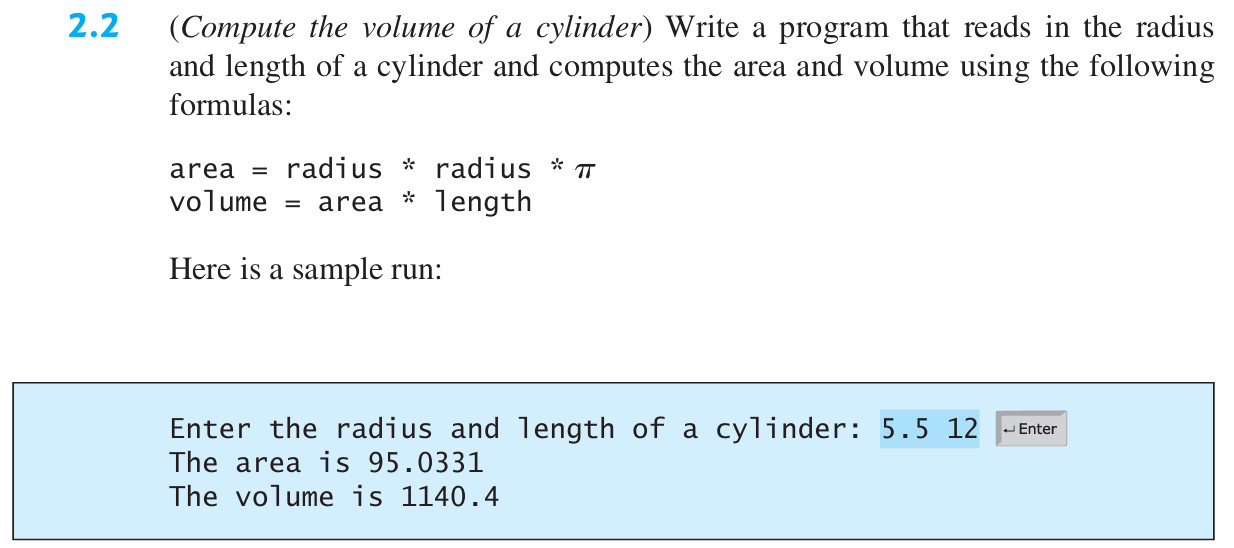 2.2 (Compute the volume of a cylinder) Write a program that reads in the radius
and length of a cylinder and computes the area and volume using the following
formulas:
area = radius * radius * π
volume = area * length
Here is a sample run:
Enter the radius and length of a cylinder: 5.5 12 ↵Enter
The area is 95.0331
The volume is 1140.4